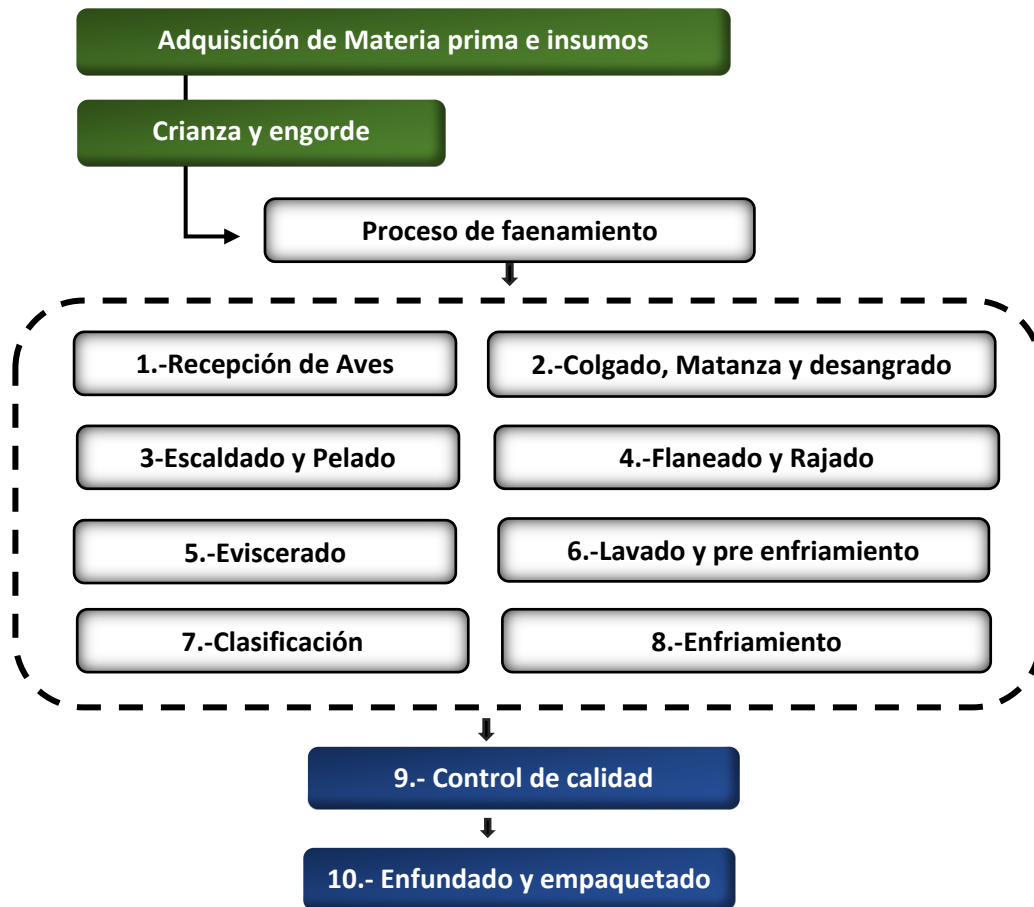 Adquisición de Materia prima e insumos
Crianza y engorde
Proceso de faenamiento
1.-Recepción de Aves
2.-Colgado, Matanza y desangrado
3-Escaldado y Pelado
4.-Flaneado y Rajado
5.-Eviscerado
6.-Lavado y pre enfriamiento
7.-Clasificación
8.-Enfriamiento
9.- Control de calidad
10.- Enfundado y empaquetado